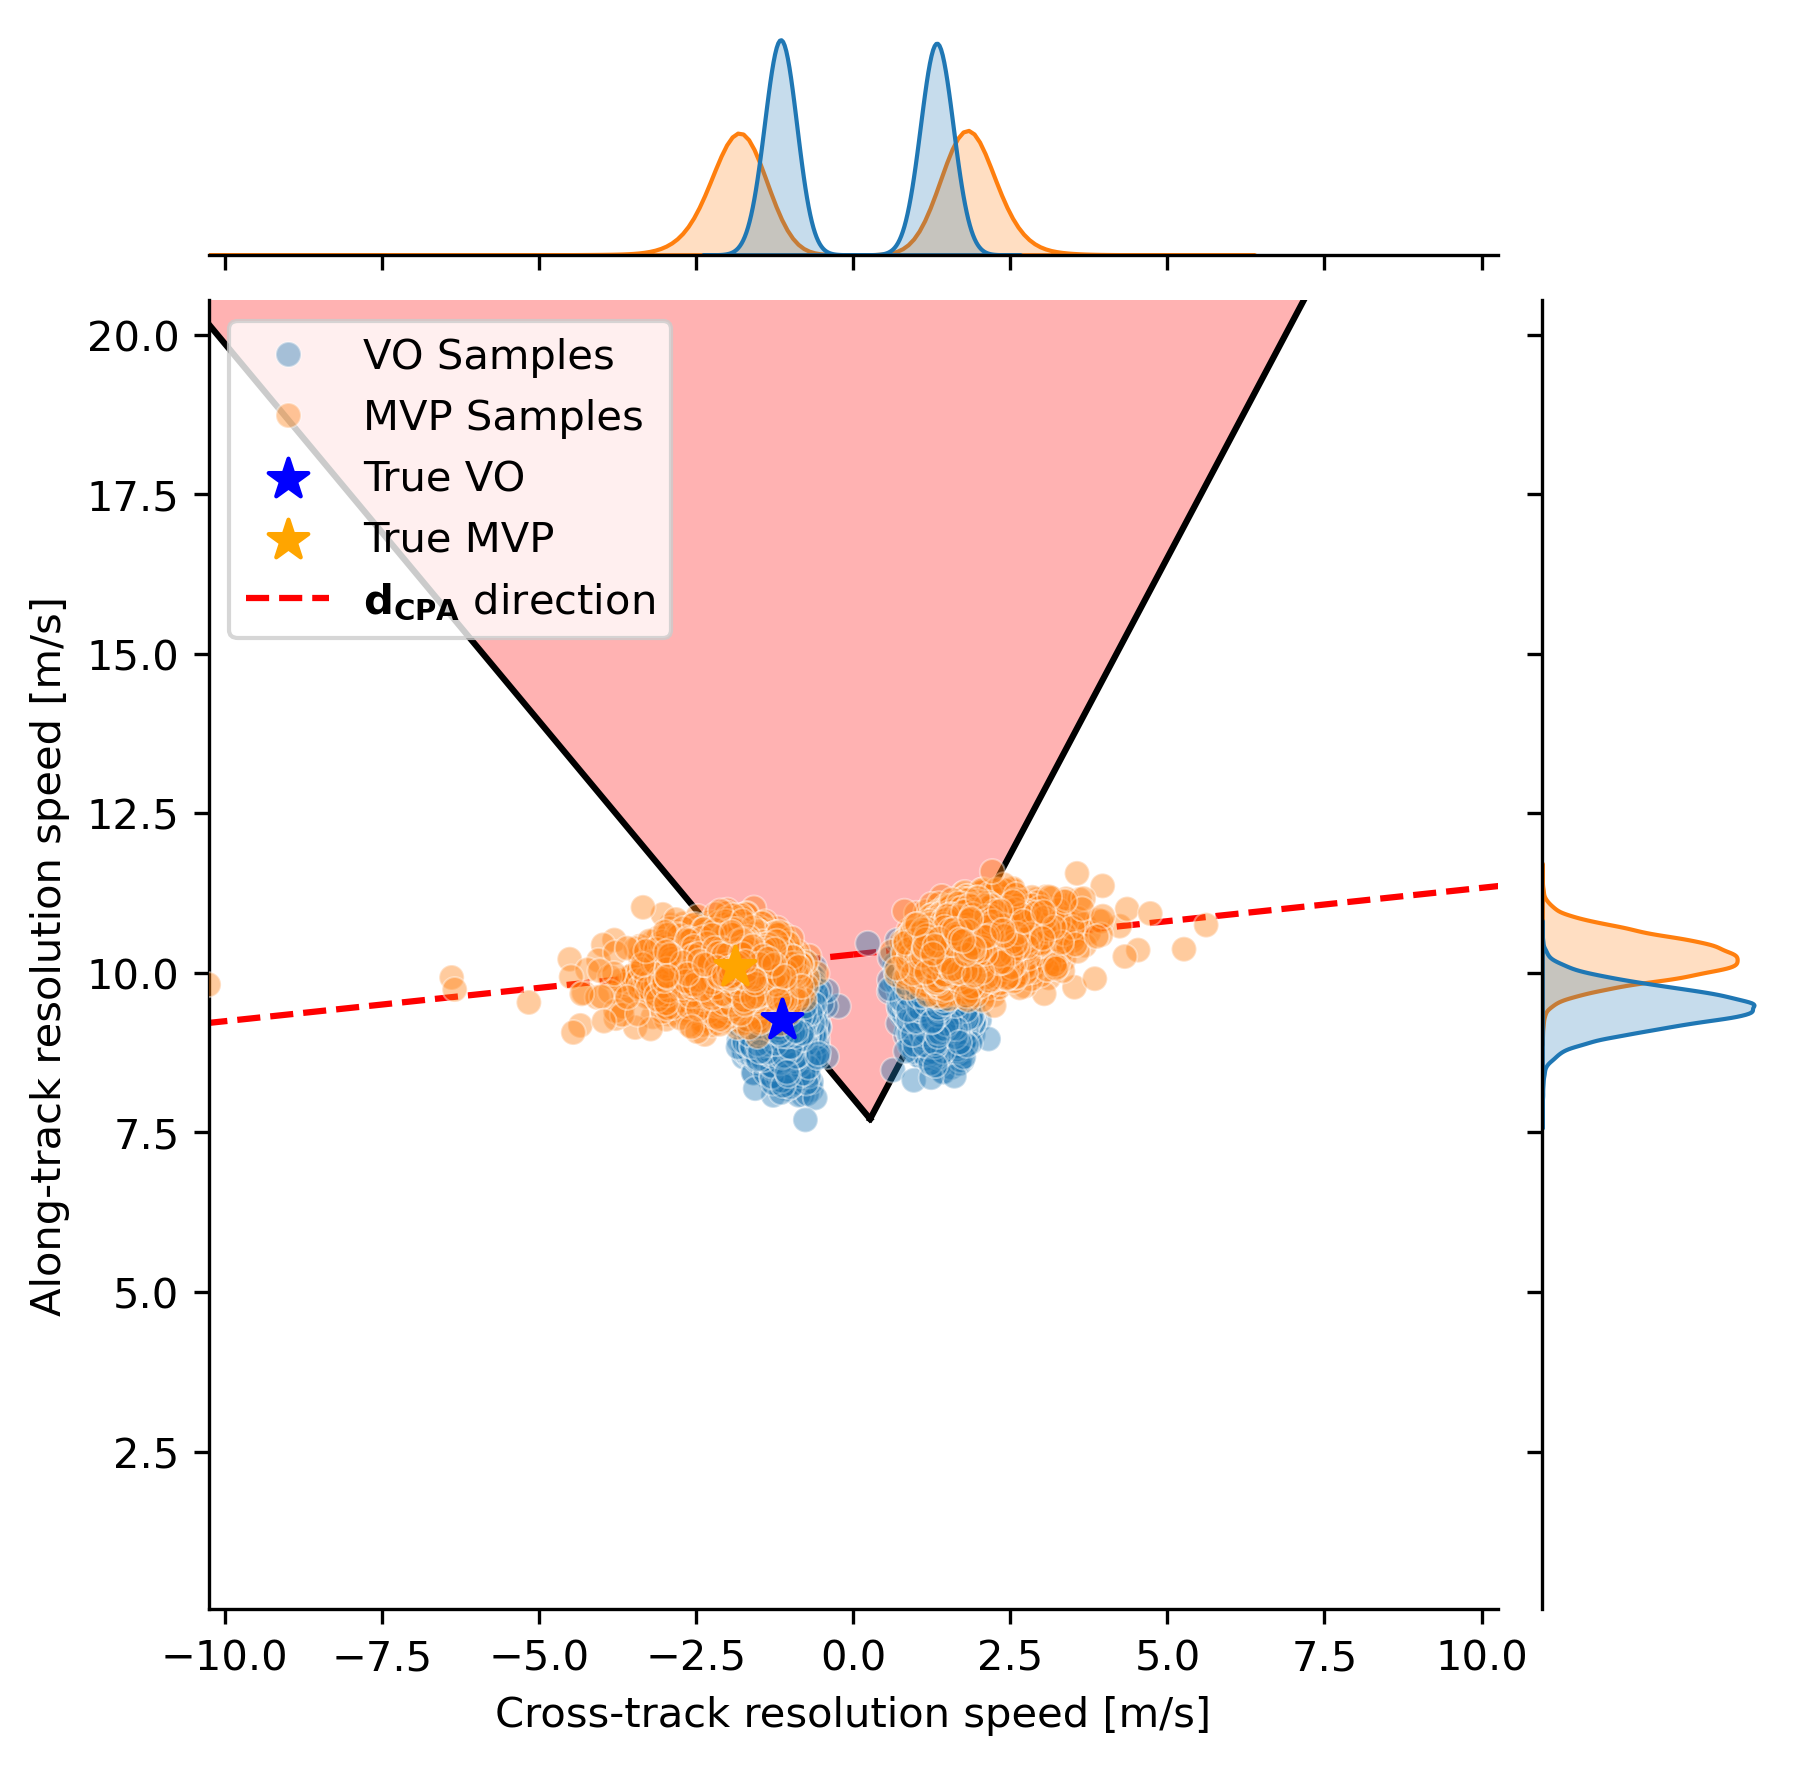 VO Samples
MVP Samples
True VO
True MVP
d_CPA direction
20.0
17.5
15.0
12.5
10.0
7.5
5.0
2.5
Along-track resolution speed [m/s]
−10.0 −7.5 −5.0 −2.5 0.0 2.5 5.0 7.5 10.0
Cross-track resolution speed [m/s]